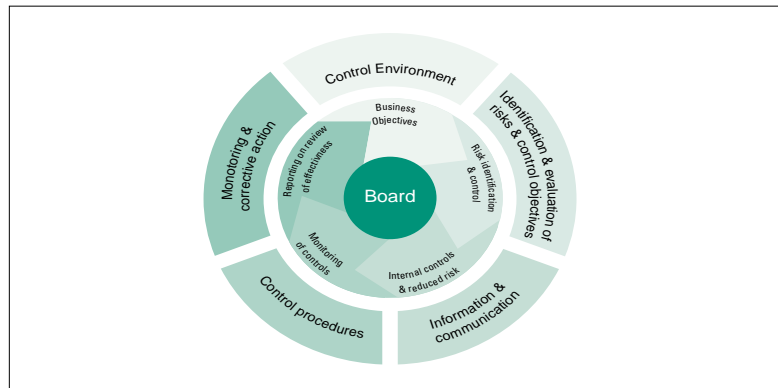 Control Environment
Identification & evaluation of
risks & control objectives
Information &
communication
Control procedures
Monotoring &
corrective action
Business
Objectives
Risk identification
& control
Internal controls
& reduced risk
Monitoring
of controls
Reporting on review
of effectivness
Board